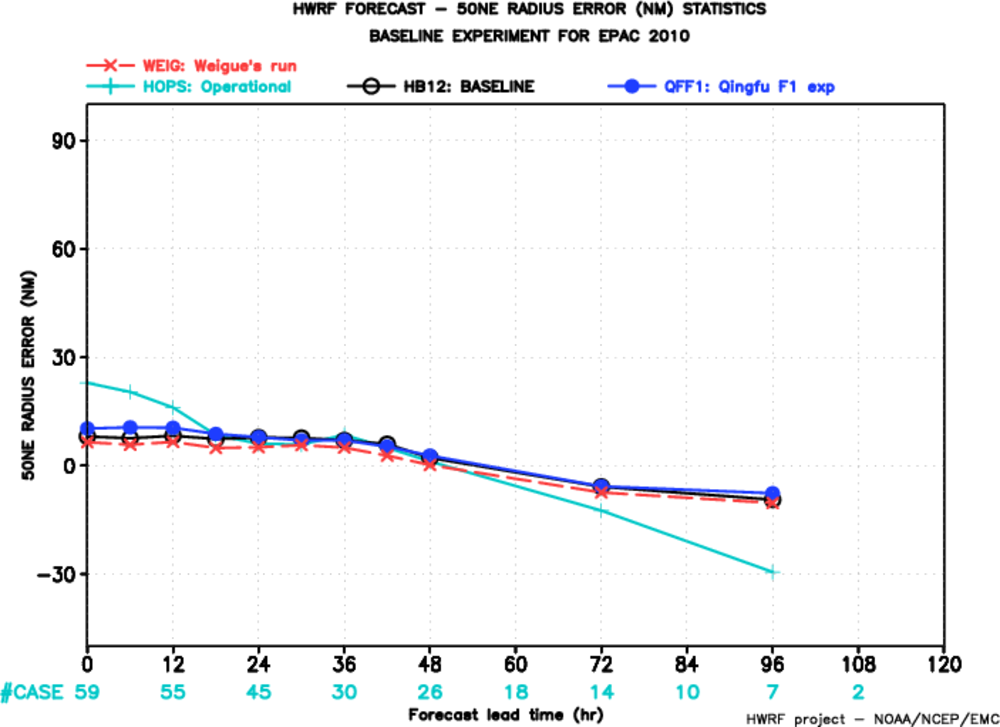 HWRF FORECAST – 50NE RADIUS ERROR (NM) STATISTICS
BASELINE EXPERIMENT FOR EPAC 2010
WEIG: Weigue's run
HOPS: Operational HB12: BASELINE QFF1: Qingfu F1 exp
90
60
30
0
–30
50NE RADIUS ERROR (NM)
0 12 24 36 48 60 72 84 96 108 120
#CASE 59 55 45 30 26 18 14 10 7 2
Forecast lead time (hr)
HWRF project – NOAA/NCEP/EMC